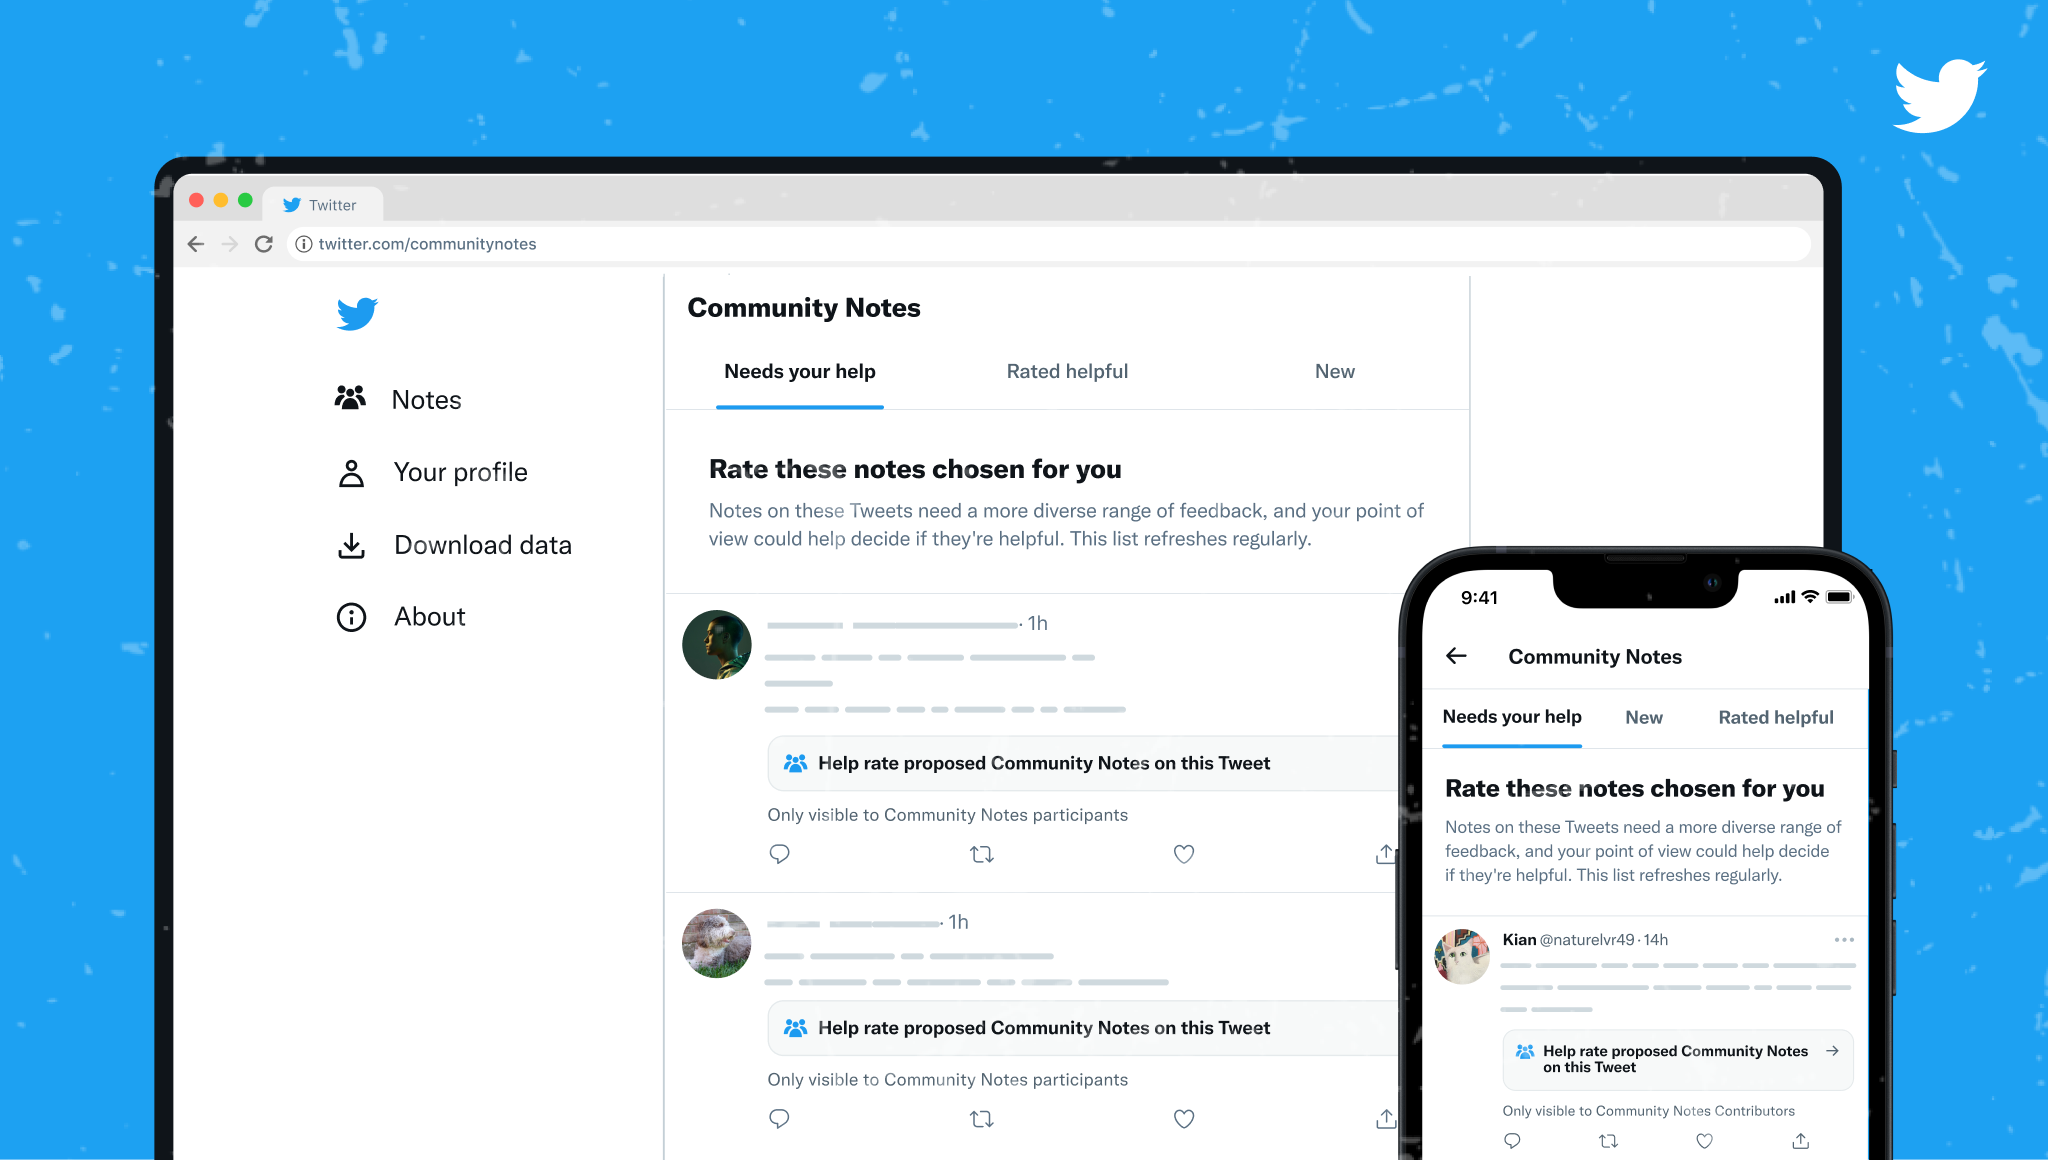 Twitter
twitter.com/communitynotes
Notes
Your profile
Download data
About
Community Notes
Needs your help Rated helpful New
Rate these notes chosen for you
Notes on these Tweets need a more diverse range of feedback, and your point of
view could help decide if they're helpful. This list refreshes regularly.
· 1h
Help rate proposed Community Notes on this Tweet
Only visible to Community Notes participants
· 1h
Help rate proposed Community Notes on this Tweet
Only visible to Community Notes participants
9:41
Community Notes
Needs your help New Rated helpful
Rate these notes chosen for you
Notes on these Tweets need a more diverse range of
feedback, and your point of view could help decide
if they're helpful. This list refreshes regularly.
Kian @naturelvr49 · 14h
Help rate proposed Community Notes
on this Tweet
Only visible to Community Notes Contributors